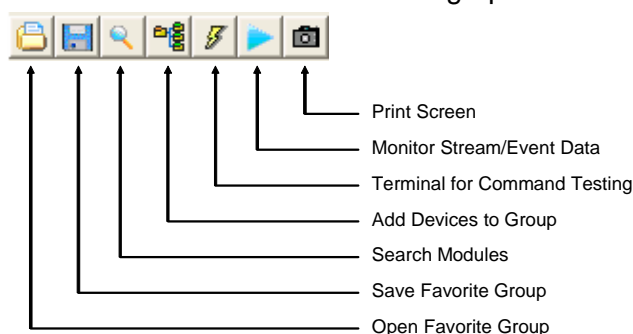 Print Screen
Monitor Stream/Event Data
Terminal for Command Testing
Add Devices to Group
Search Modules
Save Favorite Group
Open Favorite Group